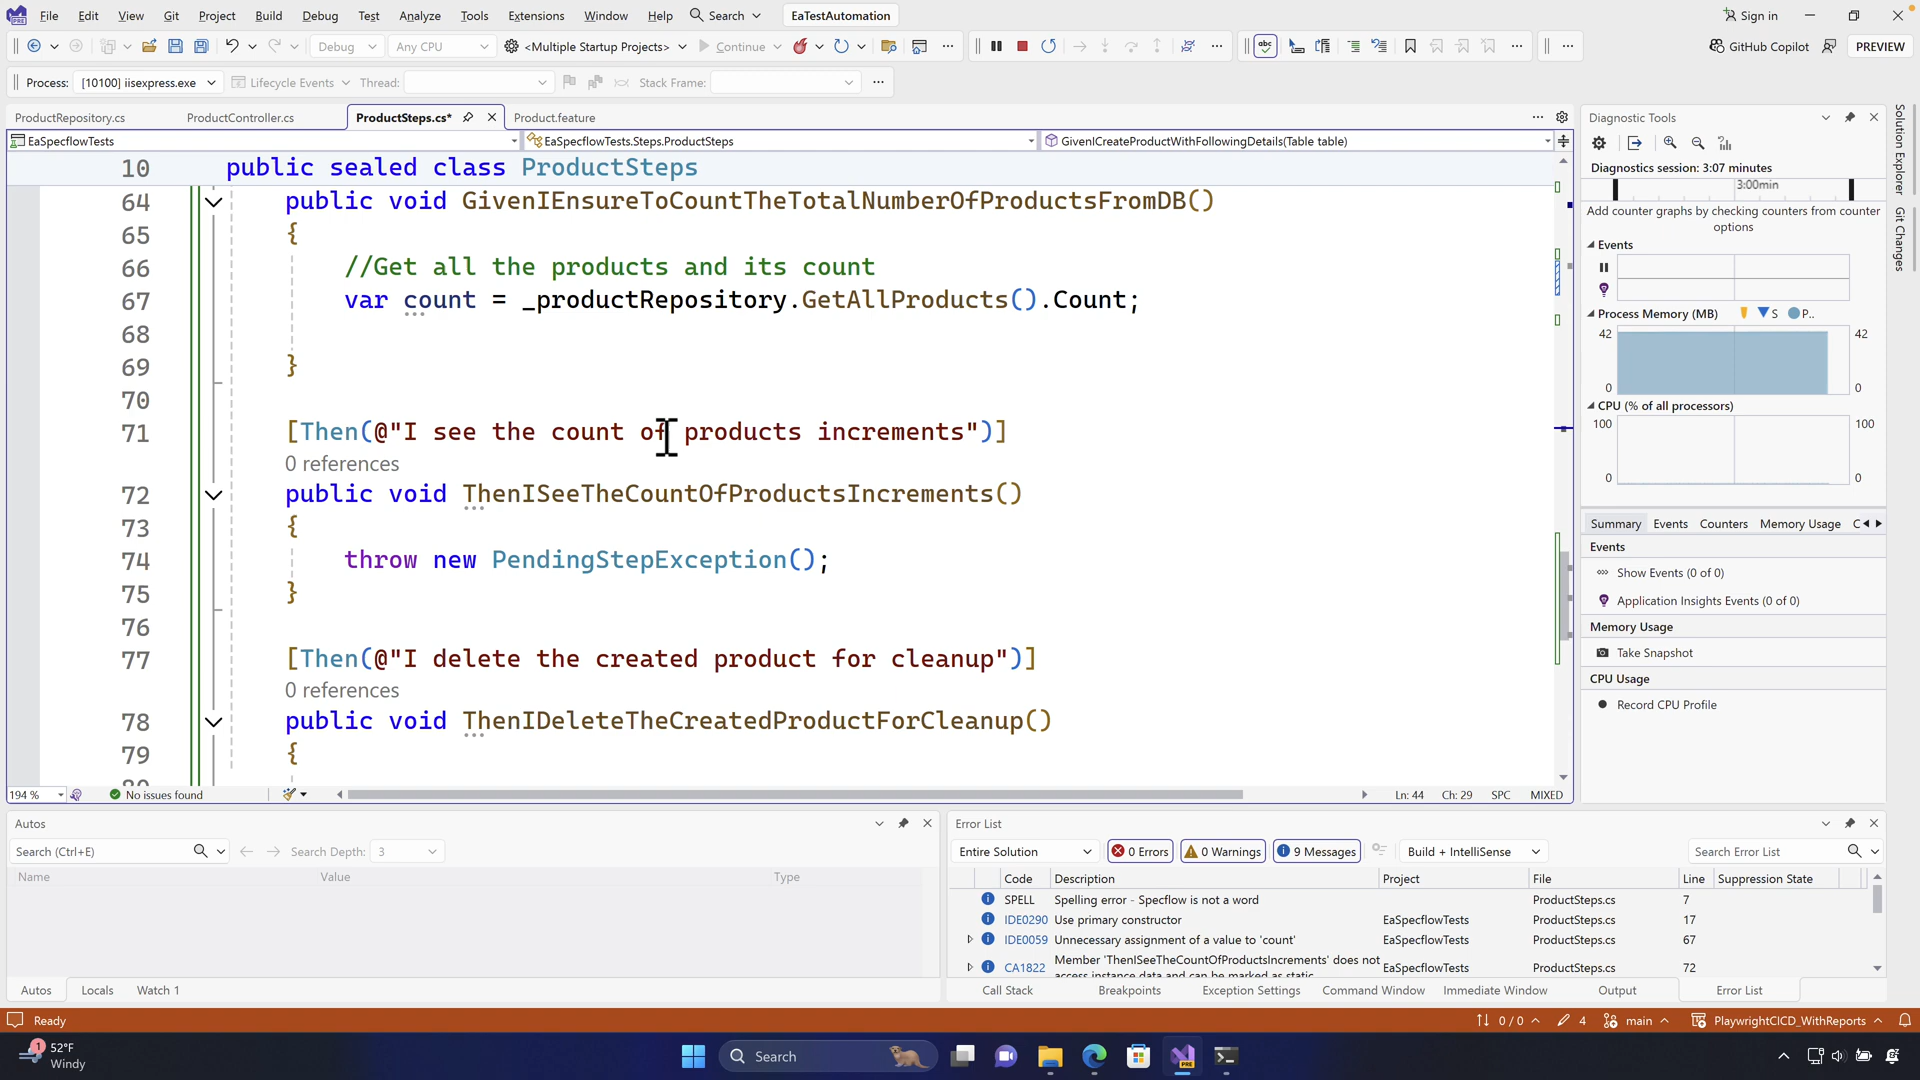 File Edit View Git Project Build Debug Test Analyze Tools Extensions Window Help Search EaTestAutomation Sign in
Debug Any CPU <Multiple Startup Projects> Continue GitHub Copilot PREVIEW
Process: [10100] iisexpress.exe Lifecycle Events Thread: Stack Frame:
ProductRepository.cs ProductController.cs ProductSteps.cs* Product.feature
EaSpecflowTests EaSpecflowTests.Steps.ProductSteps GivenICreateProductWithFollowingDetails(Table table)
10 public sealed class ProductSteps
64 public void GivenIEnsureToCountTheTotalNumberOfProductsFromDB()
65 {
66 //Get all the products and its count
67 var count = _productRepository.GetAllProducts().Count;
68
69 }
70
71 [Then(@"I see the count of products increments")]
0 references
72 public void ThenISeeTheCountOfProductsIncrements()
73 {
74 throw new PendingStepException();
75 }
76
77 [Then(@"I delete the created product for cleanup")]
0 references
78 public void ThenIDeleteTheCreatedProductForCleanup()
79 {
194 % No issues found Ln: 44 Ch: 29 SPC MIXED
Diagnostic Tools
Diagnostics session: 3:07 minutes
3:00min
Add counter graphs by checking counters from counter
options
Events
Process Memory (MB) S P..
42 42
0 0
CPU (% of all processors)
100 100
0 0
Summary Events Counters Memory Usage C
Events
Show Events (0 of 0)
Application Insights Events (0 of 0)
Memory Usage
Take Snapshot
CPU Usage
Record CPU Profile
Solution Explorer
Git Changes
Autos
Search (Ctrl+E) Search Depth: 3
Name Value Type
Autos Locals Watch 1
Error List
Entire Solution 0 Errors 0 Warnings 9 Messages Build + IntelliSense Search Error List
Code Description Project File Line Suppression State
SPELL Spelling error - Specflow is not a word ProductSteps.cs 7
IDE0290 Use primary constructor EaSpecflowTests ProductSteps.cs 17
IDE0059 Unnecessary assignment of a value to 'count' EaSpecflowTests ProductSteps.cs 67
CA1822 Member 'ThenISeeTheCountOfProductsIncrements' does not EaSpecflowTests ProductSteps.cs 72
access instance data and can be marked as static
Call Stack Breakpoints Exception Settings Command Window Immediate Window Output Error List
Ready 0 / 0 4 main PlaywrightCICD_WithReports
1 52°F
Windy
Search
PRE